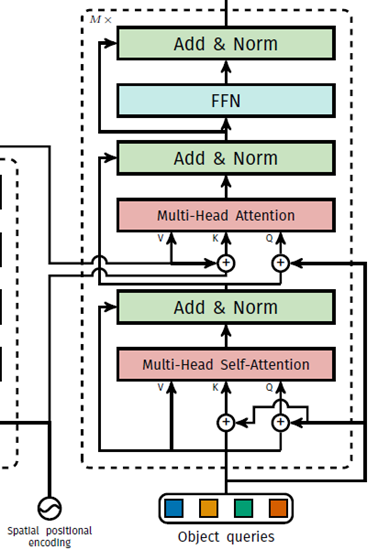 M×
Add & Norm
FFN
Add & Norm
Multi-Head Attention
V K Q
+ +
Add & Norm
Multi-Head Self-Attention
V K Q
+ +
Spatial positional
encoding
Object queries